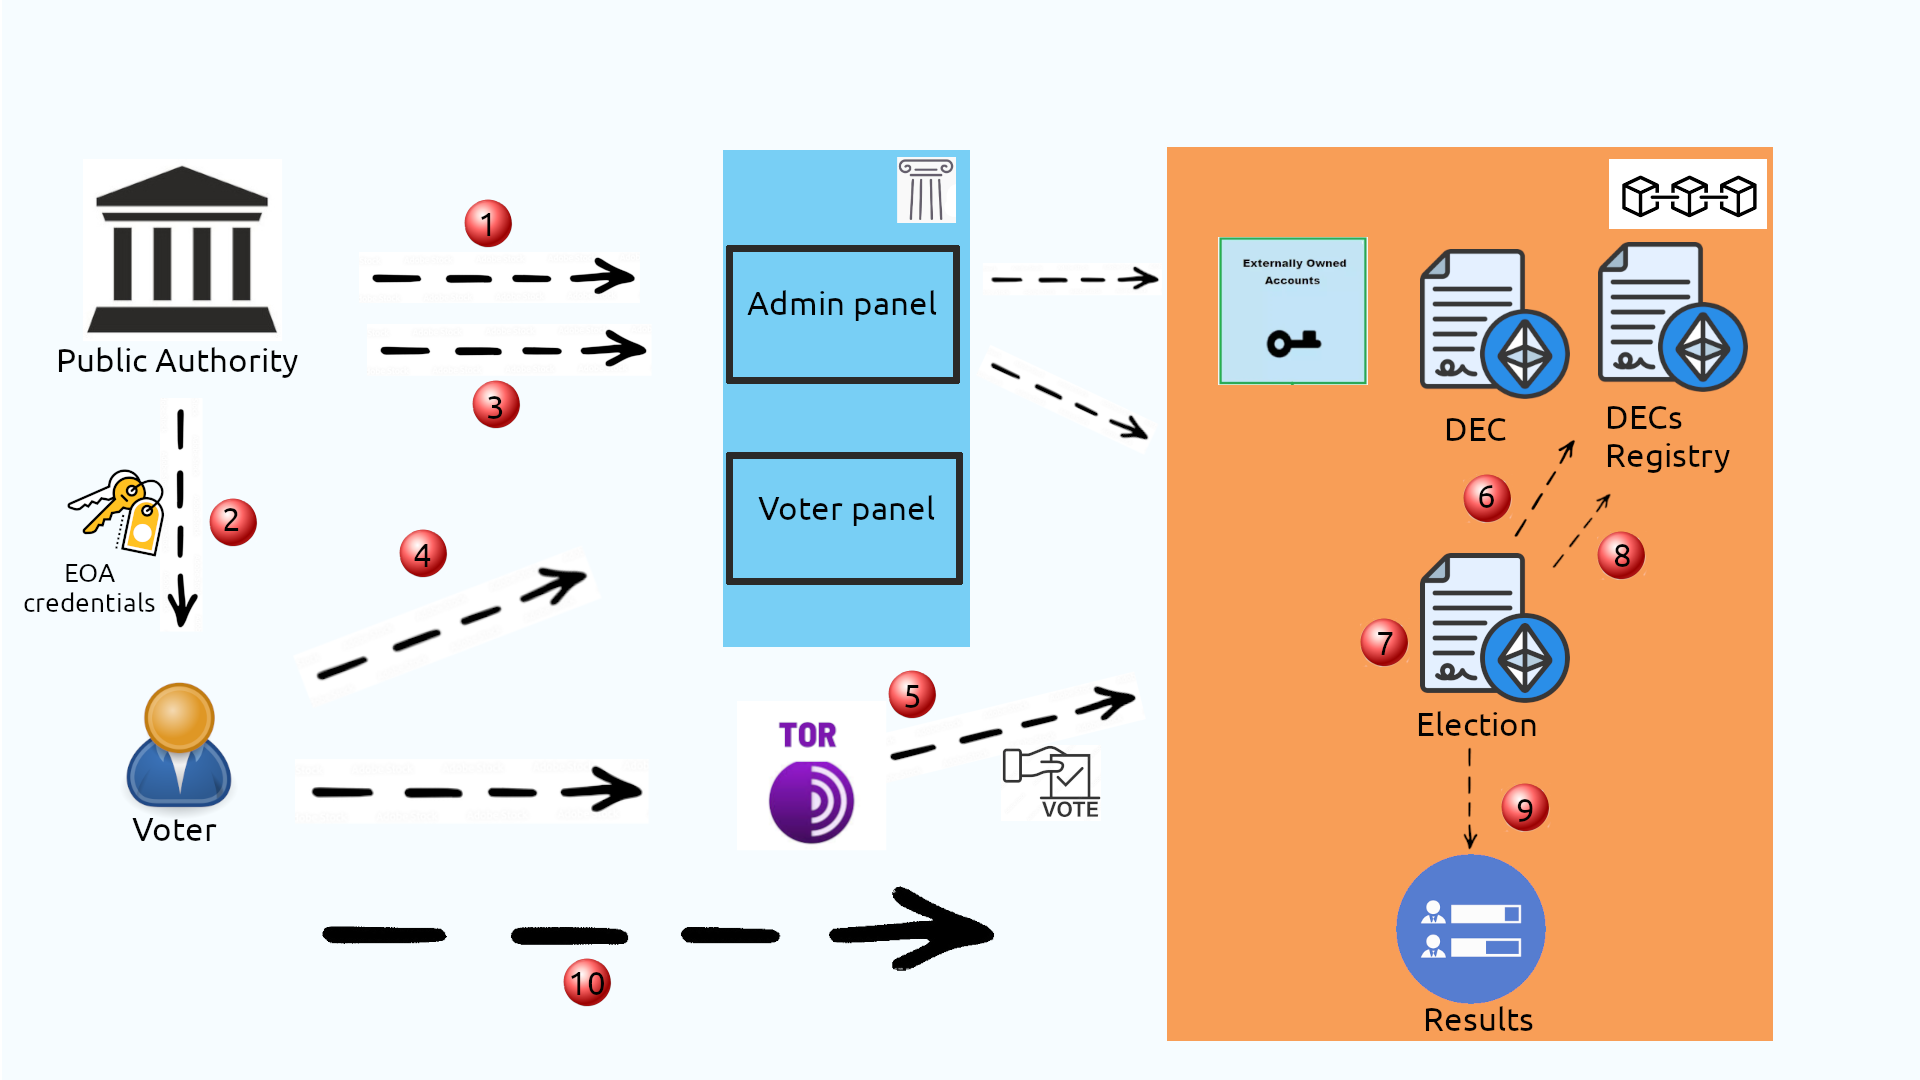 1
Externally Owned
Accounts
Admin panel
Public Authority
3
DEC
DECs
Registry
6
2
4
8
Voter panel
EOA
credentials
7
5
Election
TOR
VOTE
9
Voter
10
Results